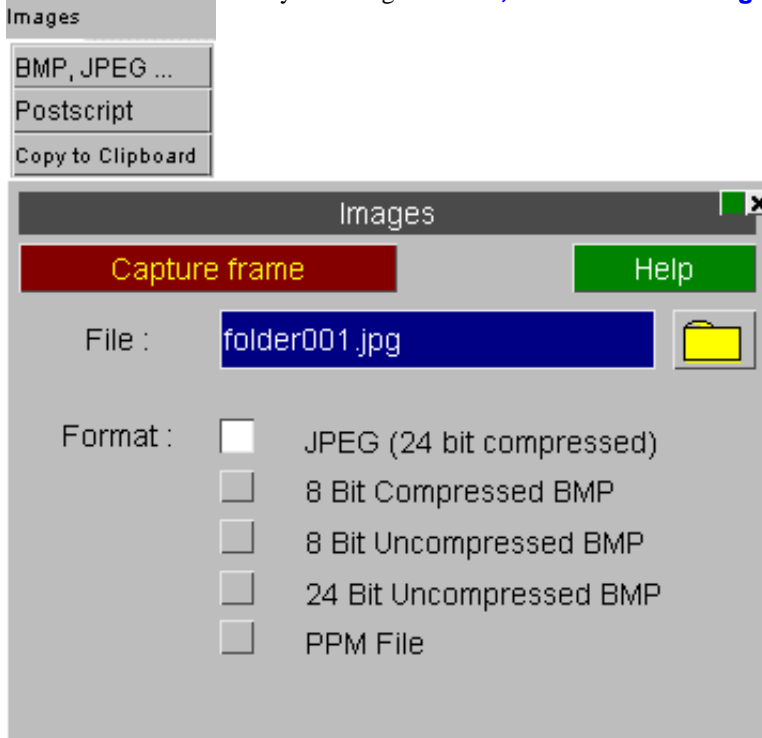 Images
BMP, JPEG ...
Postscript
Copy to Clipboard
Images
Capture frame
Help
File :
folder001.jpg
Format :
JPEG (24 bit compressed)
8 Bit Compressed BMP
8 Bit Uncompressed BMP
24 Bit Uncompressed BMP
PPM File